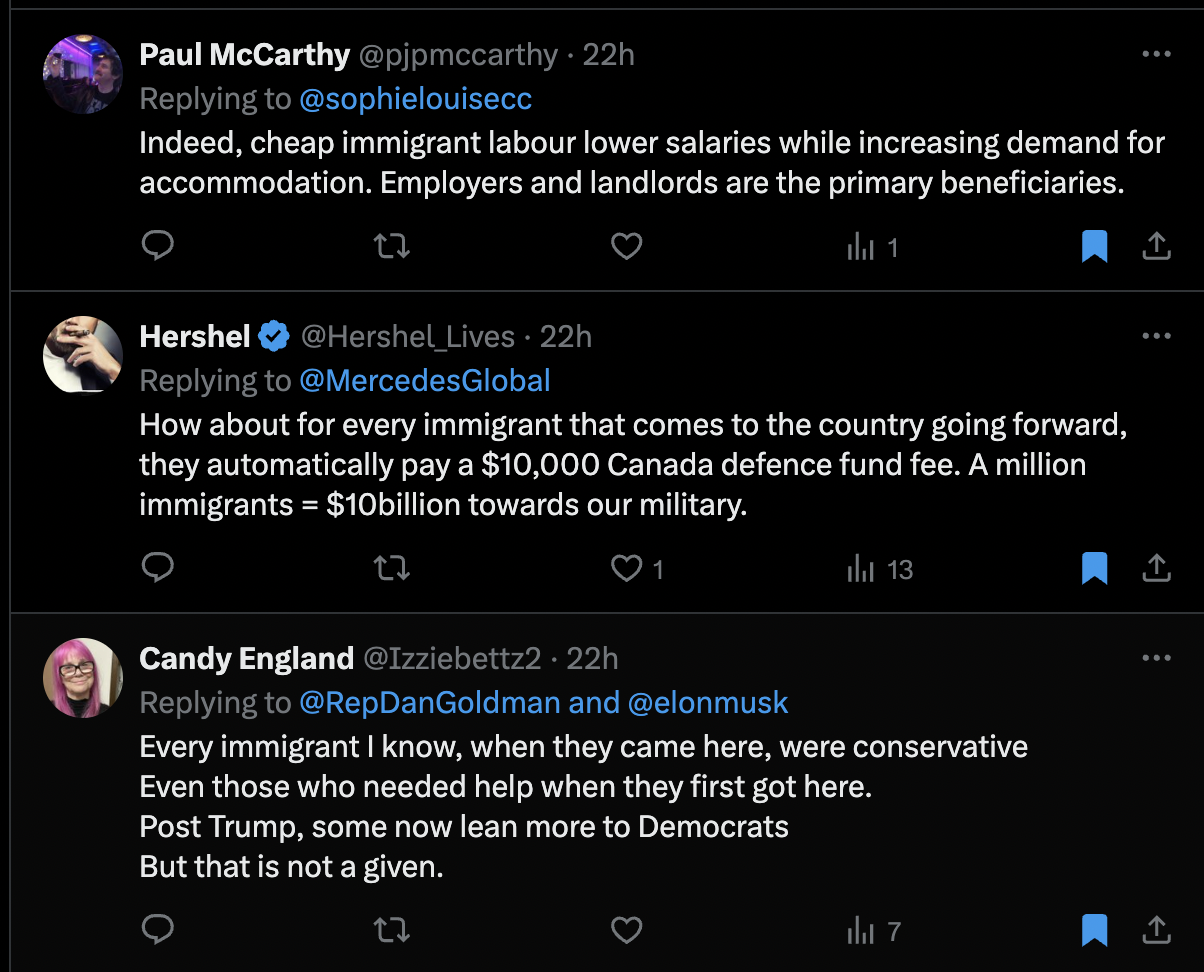 Paul McCarthy @pjpmccarthy · 22h
Replying to @sophielouisecc
Indeed, cheap immigrant labour lower salaries while increasing demand for
accommodation. Employers and landlords are the primary beneficiaries.
1
Hershel @Hershel_Lives · 22h
Replying to @MercedesGlobal
How about for every immigrant that comes to the country going forward,
they automatically pay a $10,000 Canada defence fund fee. A million
immigrants = $10billion towards our military.
1 13
Candy England @Izziebettz2 · 22h
Replying to @RepDanGoldman and @elonmusk
Every immigrant I know, when they came here, were conservative
Even those who needed help when they first got here.
Post Trump, some now lean more to Democrats
But that is not a given.
7